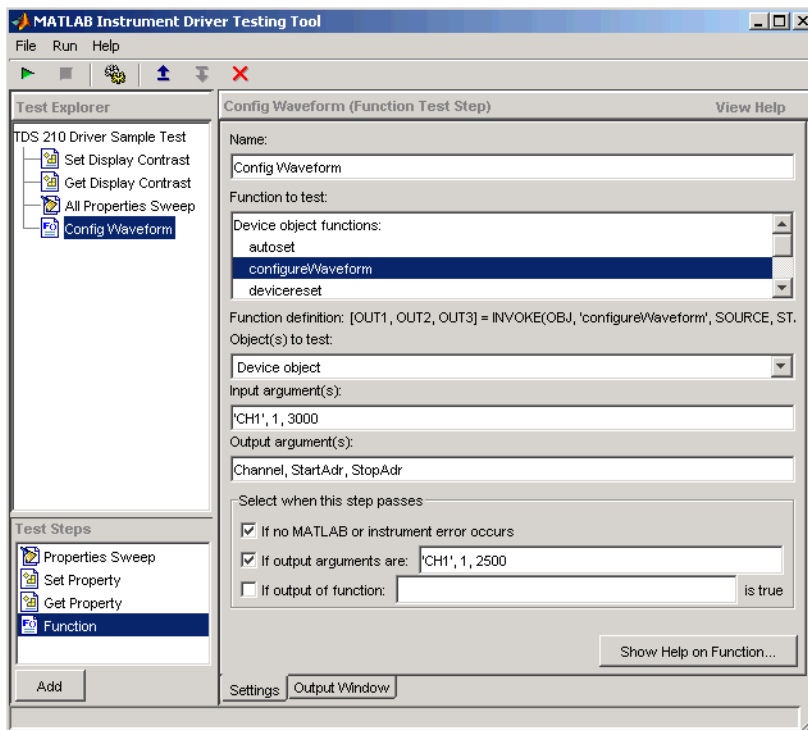 MATLAB Instrument Driver Testing Tool
File Run Help
Test Explorer
TDS 210 Driver Sample Test
Set Display Contrast
Get Display Contrast
All Properties Sweep
Config Waveform
Test Steps
Properties Sweep
Set Property
Get Property
Function
Add
Config Waveform (Function Test Step) View Help
Name:
Config Waveform
Function to test:
Device object functions:
autoset
configureWaveform
devicereset
Function definition: [OUT1, OUT2, OUT3] = INVOKE(OBJ, 'configureWaveform', SOURCE, ST.
Object(s) to test:
Device object
Input argument(s):
'CH1', 1, 3000
Output argument(s):
Channel, StartAdr, StopAdr
Select when this step passes
If no MATLAB or instrument error occurs
If output arguments are: 'CH1', 1, 2500
If output of function: is true
Show Help on Function...
Settings Output Window